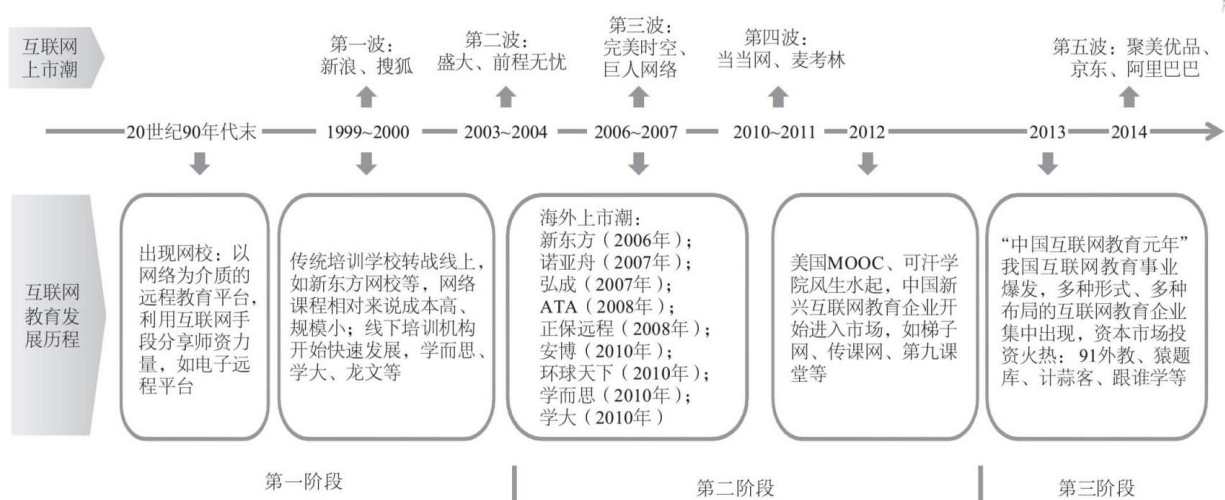 互联网
上市潮
第一波：
新浪、搜狐
第二波：
盛大、前程无忧
第三波：
完美时空、
巨人网络
第四波：
当当网、麦考林
第五波：聚美优品、
京东、阿里巴巴
20世纪90年代末
1999~2000
2003~2004
2006~2007
2010~2011
2012
2013
2014
互联网
教育发
展历程
出现网校：以
网络为介质的
远程教育平台，
利用互联网手
段分享师资力
量，如电子远
程平台
传统培训学校转战线上，
如新东方网校等，网络
课程相对来说成本高、
规模小；线下培训机构
开始快速发展，学而思、
学大、龙文等
海外上市潮：
新东方（2006年）；
诺亚舟（2007年）；
弘成（2007年）；
ATA（2008年）；
正保远程（2008年）；
安博（2010年）；
环球天下（2010年）；
学而思（2010年）；
学大（2010年）
美国MOOC、可汗学
院风生水起，中国新
兴互联网教育企业开
始进入市场，如梯子
网、传课网、第九课
堂等
“中国互联网教育元年”
我国互联网教育事业
爆发，多种形式、多种
布局的互联网教育企业
集中出现，资本市场投
资火热：91外教、猿题
库、计蒜客、跟谁学等
第一阶段
第二阶段
第三阶段